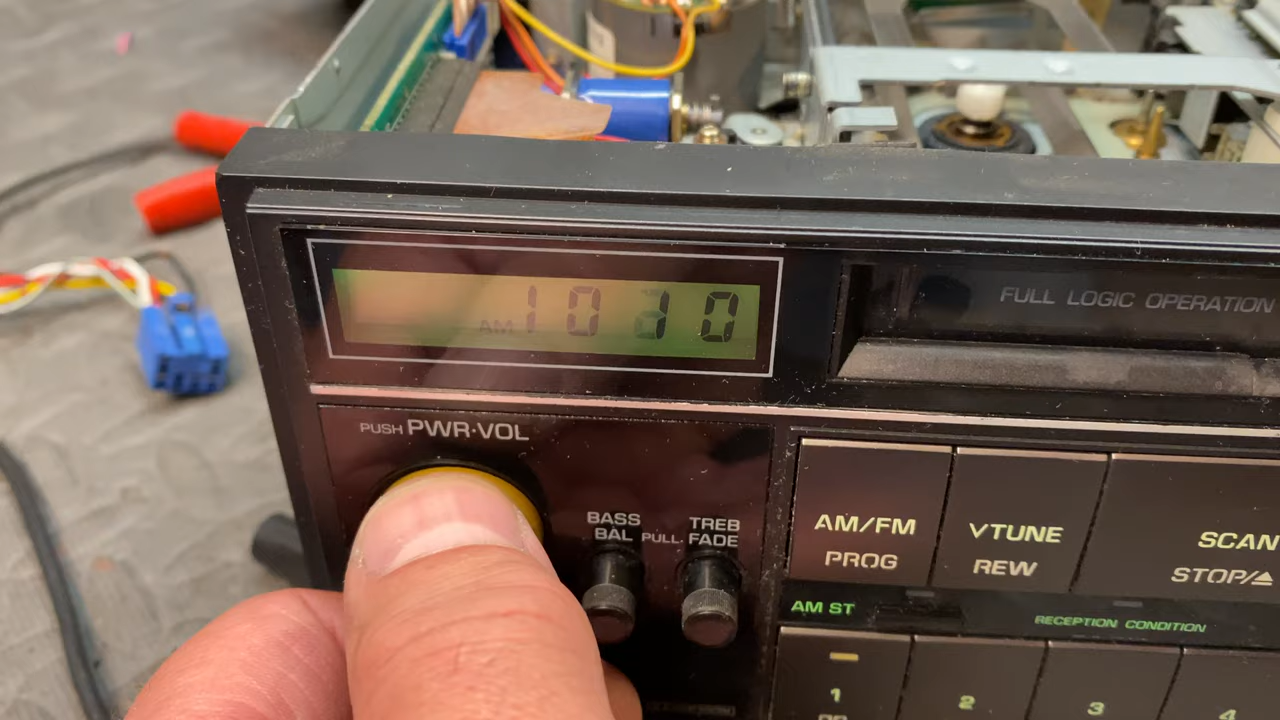 AM 10 10
FULL LOGIC OPERATION
PUSH PWR·VOL
BASS
BAL
PULL
TREB
FADE
AM/FM
PROG
∨TUNE
REW
SCAN
STOP/⏏
AM ST
RECEPTION CONDITION
1
2
3
4